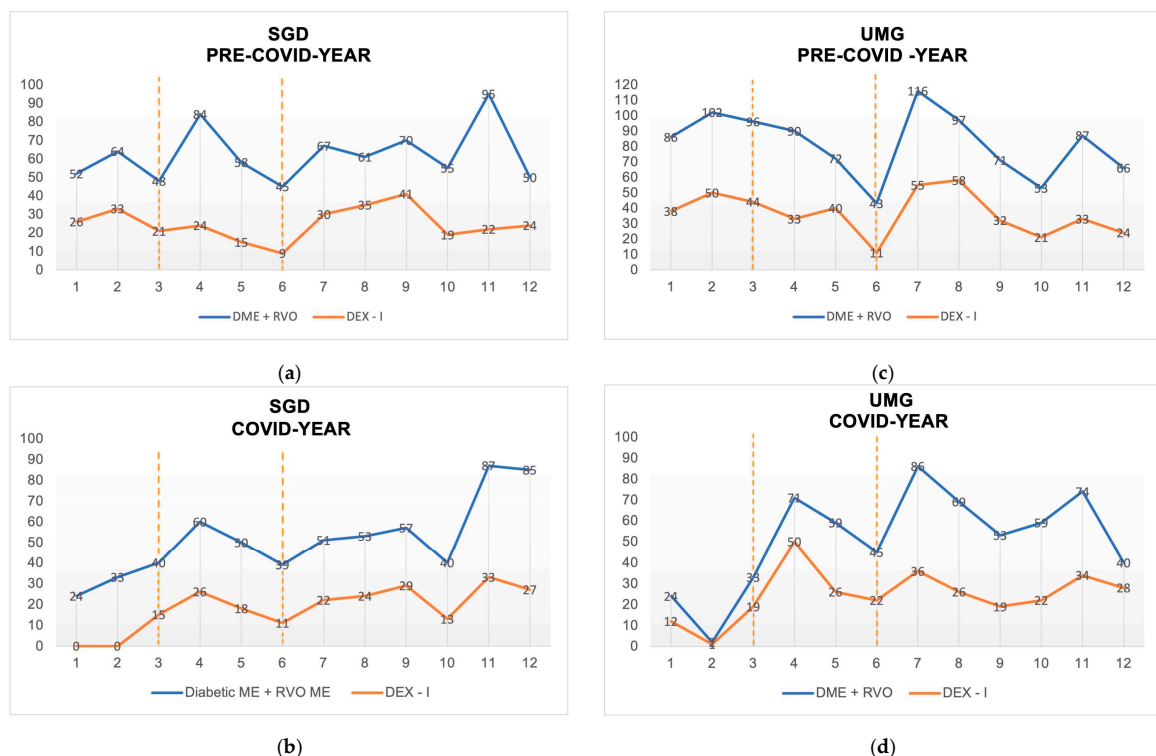 SGD
PRE-COVID-YEAR
100
90
80
70
60
50
40
30
20
10
0
52 64 48 84 58 45 67 61 70 55 95 50
26 33 21 24 15 9 30 35 41 19 22 24
1 2 3 4 5 6 7 8 9 10 11 12
DME + RVO DEX - I
(a)
UMG
PRE-COVID -YEAR
120
110
100
90
80
70
60
50
40
30
20
10
0
86 102 96 90 72 43 116 97 71 53 87 66
38 50 44 33 40 11 55 58 32 21 33 24
1 2 3 4 5 6 7 8 9 10 11 12
DME + RVO DEX - I
(c)
SGD
COVID-YEAR
100
90
80
70
60
50
40
30
20
10
0
24 33 40 60 50 39 51 53 57 40 87 85
0 0 15 26 18 11 22 24 29 13 33 27
1 2 3 4 5 6 7 8 9 10 11 12
Diabetic ME + RVO ME DEX - I
(b)
UMG
COVID-YEAR
100
90
80
70
60
50
40
30
20
10
0
24 33 71 59 45 86 69 53 59 74 40
12 1 19 50 26 22 36 26 19 22 34 28
1 2 3 4 5 6 7 8 9 10 11 12
DME + RVO DEX - I
(d)